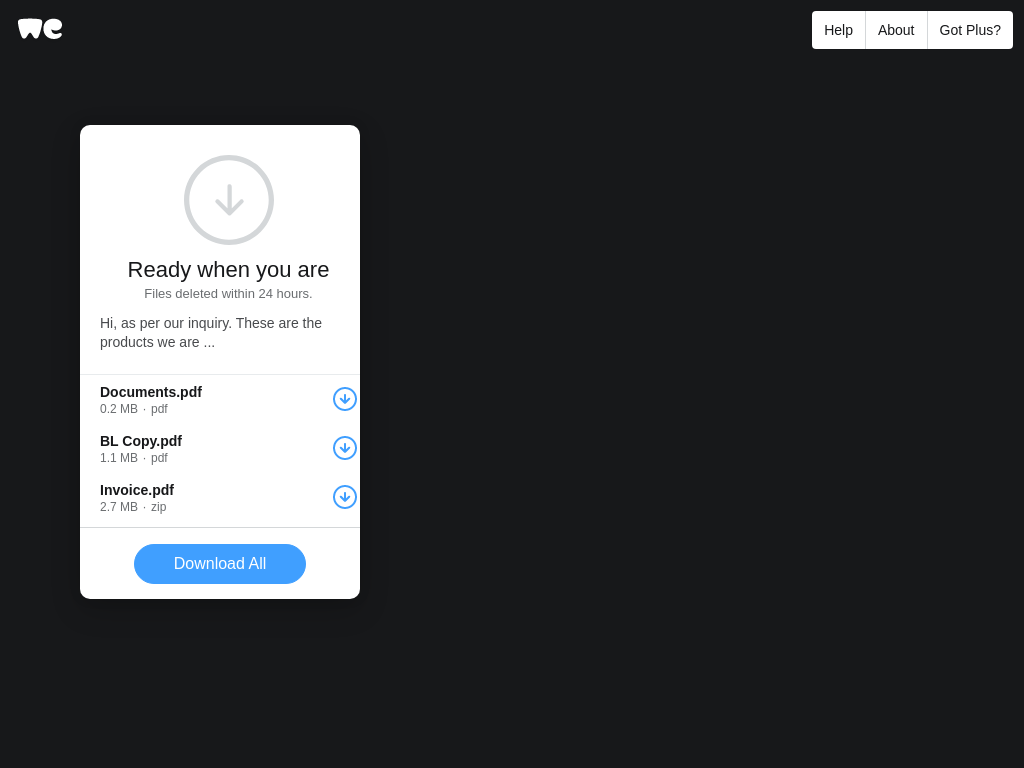 we
Help
About
Got Plus?
Ready when you are
Files deleted within 24 hours.
Hi, as per our inquiry. These are the
products we are ...
Documents.pdf
0.2 MB · pdf
BL Copy.pdf
1.1 MB · pdf
Invoice.pdf
2.7 MB · zip
Download All